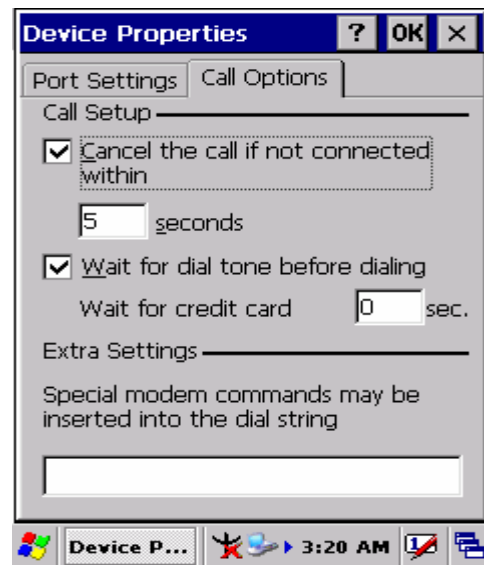 Device Properties ? OK ×
Port Settings Call Options
Call Setup
Cancel the call if not connected
within
5 seconds
Wait for dial tone before dialing
Wait for credit card 0 sec.
Extra Settings
Special modem commands may be
inserted into the dial string
Device P... 3:20 AM